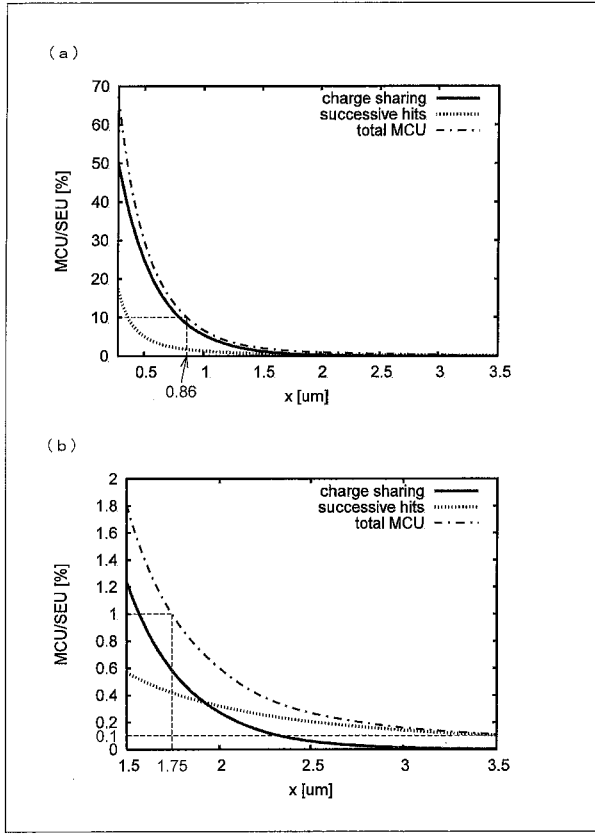 (a)
70
60
50
40
30
20
10
0
MCU/SEU [%]
charge sharing
successive hits
total MCU
0.5 1 1.5 2 2.5 3 3.5
0.86
x [um]
(b)
2
1.8
1.6
1.4
1.2
1
0.8
0.6
0.4
0.2
0.1
0
MCU/SEU [%]
charge sharing
successive hits
total MCU
1.5 1.75 2 2.5 3 3.5
x [um]